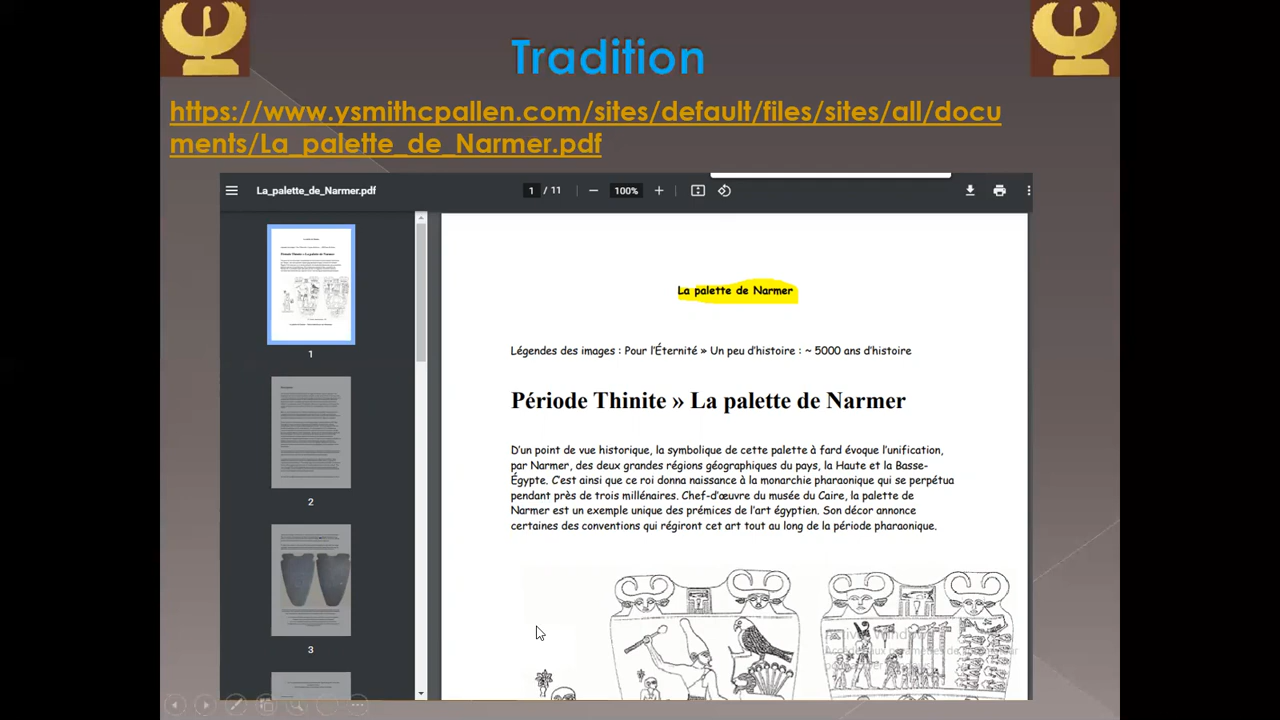 Tradition
https://www.ysmithcpallen.com/sites/default/files/sites/all/docu
ments/La_palette_de_Narmer.pdf
La_palette_de_Narmer.pdf
1 / 11
100%
La palette de Narmer
Légendes des images : Pour l'Éternité » Un peu d'histoire : ~ 5000 ans d'histoire
Période Thinite » La palette de Narmer
D'un point de vue historique, la symbolique de cette palette à fard évoque l'unification,
par Narmer, des deux grandes régions géographiques du pays, la Haute et la Basse-
Égypte. C'est ainsi que ce roi donna naissance à la monarchie pharaonique qui se perpétua
pendant près de trois millénaires. Chef-d'œuvre du musée du Caire, la palette de
Narmer est un exemple unique des prémices de l'art égyptien. Son décor annonce
certaines des conventions qui régiront cet art tout au long de la période pharaonique.
1
2
3